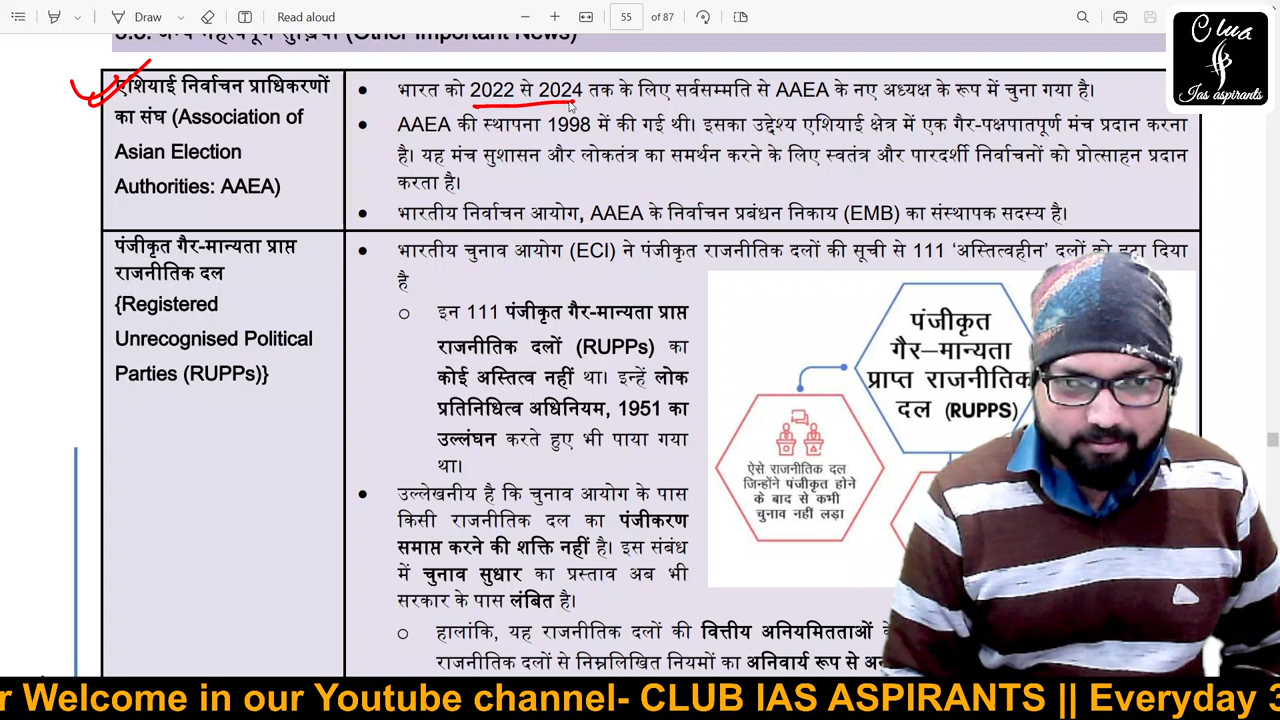 Draw
Read aloud
55
of 87
(Other Important News)
Club
Ias aspirants
एशियाई निर्वाचन प्राधिकरणों
का संघ (Association of
Asian Election
Authorities: AAEA)
भारत को 2022 से 2024 तक के लिए सर्वसम्मति से AAEA के नए अध्यक्ष के रूप में चुना गया है।
AAEA की स्थापना 1998 में की गई थी। इसका उद्देश्य एशियाई क्षेत्र में एक गैर-पक्षपातपूर्ण मंच प्रदान करना
है। यह मंच सुशासन और लोकतंत्र का समर्थन करने के लिए स्वतंत्र और पारदर्शी निर्वाचनों को प्रोत्साहन प्रदान
करता है।
भारतीय निर्वाचन आयोग, AAEA के निर्वाचन प्रबंधन निकाय (EMB) का संस्थापक सदस्य है।
पंजीकृत गैर-मान्यता प्राप्त
राजनीतिक दल
{Registered
Unrecognised Political
Parties (RUPPs)}
भारतीय चुनाव आयोग (ECI) ने पंजीकृत राजनीतिक दलों की सूची से 111 'अस्तित्वहीन' दलों को हटा दिया
है
इन 111 पंजीकृत गैर-मान्यता प्राप्त
राजनीतिक दलों (RUPPs) का
कोई अस्तित्व नहीं था। इन्हें लोक
प्रतिनिधित्व अधिनियम, 1951 का
उल्लंघन करते हुए भी पाया गया
था।
उल्लेखनीय है कि चुनाव आयोग के पास
किसी राजनीतिक दल का पंजीकरण
समाप्त करने की शक्ति नहीं है। इस संबंध
में चुनाव सुधार का प्रस्ताव अब भी
सरकार के पास लंबित है।
हालांकि, यह राजनीतिक दलों की वित्तीय अनियमितताओं
राजनीतिक दलों से निम्नलिखित नियमों का अनिवार्य रूप से
पंजीकृत
गैर–मान्यता
प्राप्त राजनीतिक
दल (RUPPS)
ऐसे राजनीतिक दल
जिन्होंने पंजीकृत होने
के बाद से कभी
चुनाव नहीं लड़ा
r Welcome in our Youtube channel- CLUB IAS ASPIRANTS || Everyday 3